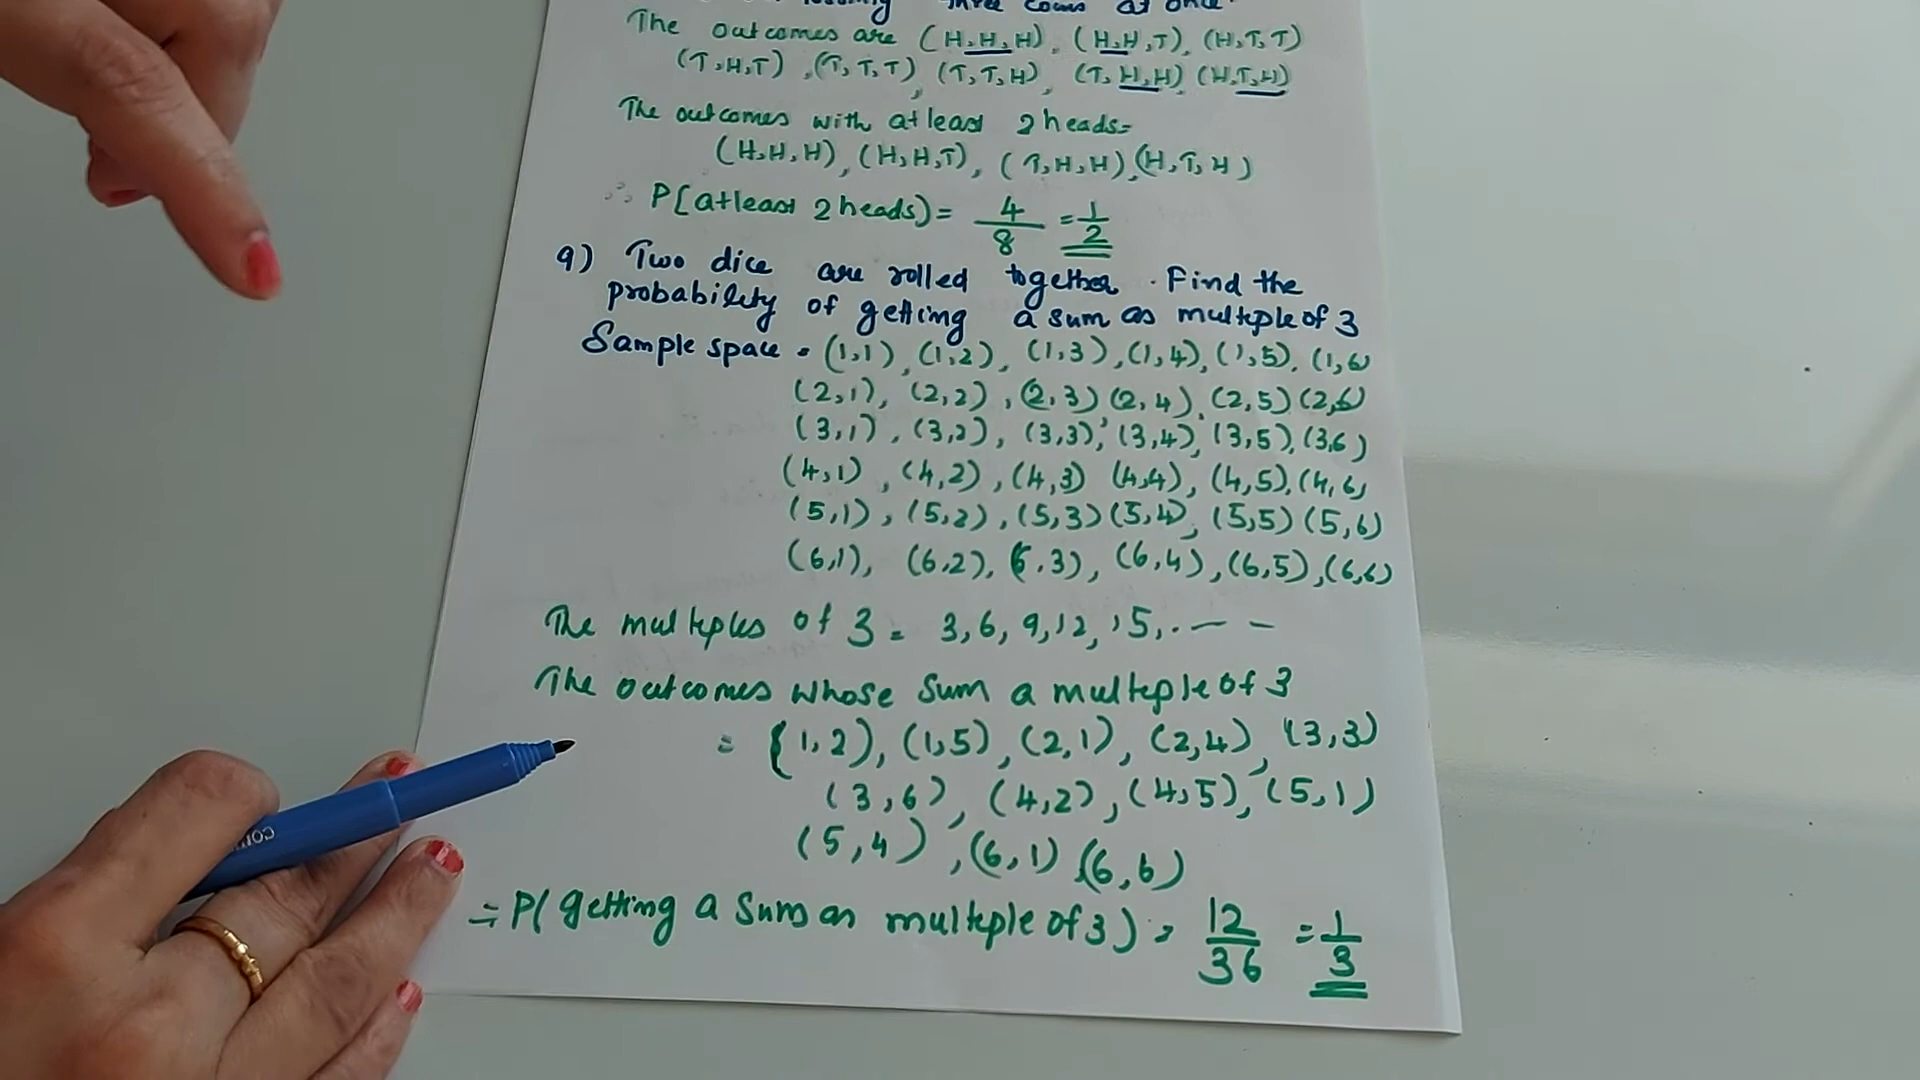 three coins at once.
The outcomes are (H,H,H), (H,H,T), (H,T,T)
(T,H,T), (T,T,T), (T,T,H), (T,H,H) (H,T,H)
The outcomes with atleast 2 heads=
(H,H,H), (H,H,T), (T,H,H), (H,T,H)
∴ P(atleast 2 heads) = 4/8 = 1/2
9) Two dice are rolled together. Find the
probability of getting a sum as multiple of 3
Sample space = (1,1), (1,2), (1,3), (1,4), (1,5), (1,6
(2,1), (2,2), (2,3) (2,4), (2,5) (2,6)
(3,1), (3,2), (3,3), (3,4), (3,5), (3,6)
(4,1), (4,2), (4,3) (4,4), (4,5), (4,6)
(5,1), (5,2), (5,3) (5,4), (5,5) (5,6)
(6,1), (6,2), (6,3), (6,4), (6,5), (6,6)
The multiples of 3 = 3, 6, 9, 12, 15, . — —
The outcomes whose sum a multiple of 3
= {1,2), (1,5), (2,1), (2,4), (3,3)
(3,6), (4,2), (4,5), (5,1)
(5,4), (6,1) (6,6)
= P(getting a sum as multiple of 3) = 12/36 = 1/3